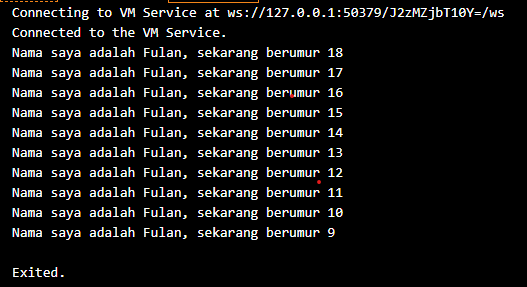 Connecting to VM Service at ws://127.0.0.1:50379/J2zMZjbT10Y=/ws
Connected to the VM Service.
Nama saya adalah Fulan, sekarang berumur 18
Nama saya adalah Fulan, sekarang berumur 17
Nama saya adalah Fulan, sekarang berumur 16
Nama saya adalah Fulan, sekarang berumur 15
Nama saya adalah Fulan, sekarang berumur 14
Nama saya adalah Fulan, sekarang berumur 13
Nama saya adalah Fulan, sekarang berumur 12
Nama saya adalah Fulan, sekarang berumur 11
Nama saya adalah Fulan, sekarang berumur 10
Nama saya adalah Fulan, sekarang berumur 9
Exited.